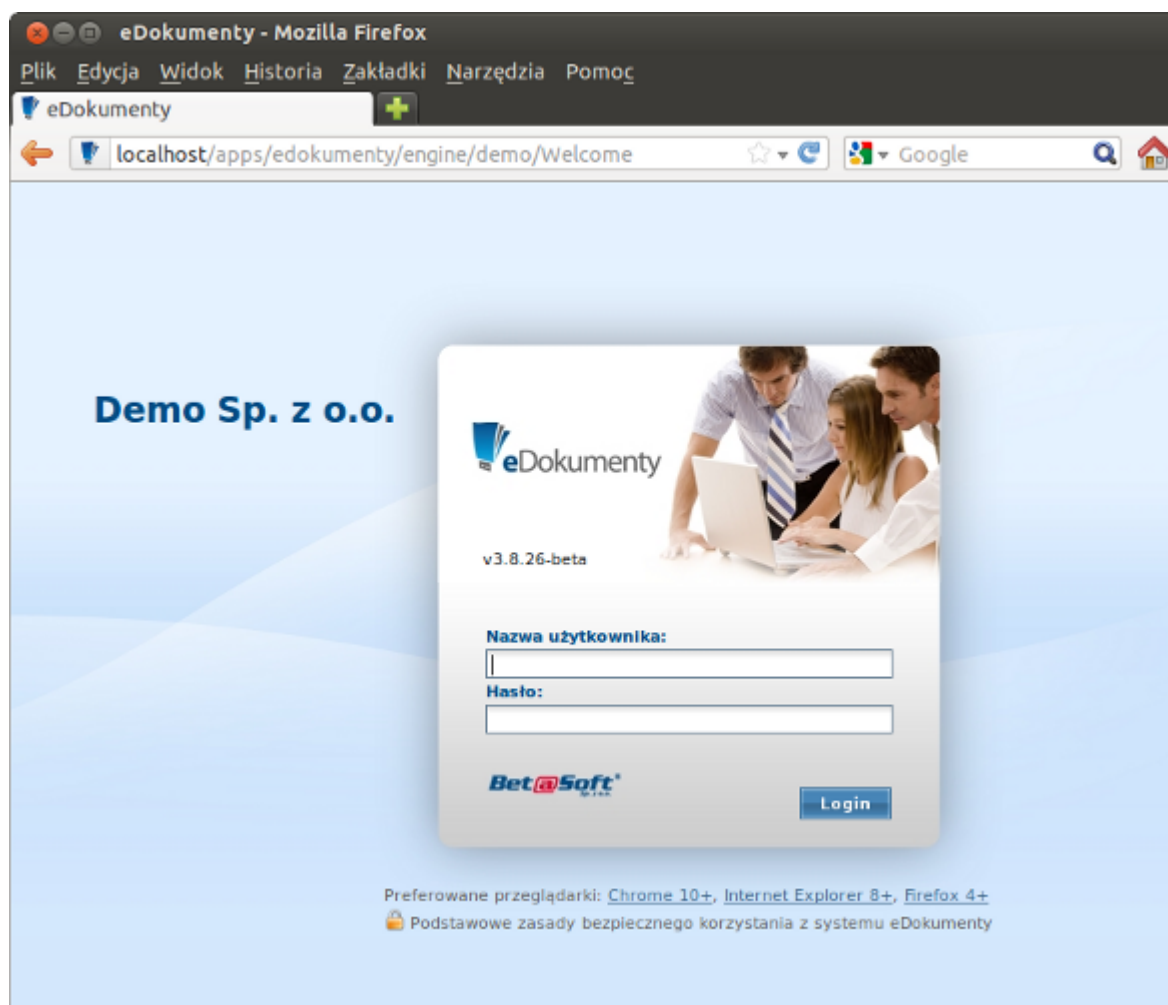 eDokumenty - Mozilla Firefox
Plik Edycja Widok Historia Zakładki Narzędzia Pomoc
eDokumenty
localhost/apps/edokumenty/engine/demo/Welcome Google
Demo Sp. z o.o.
eDokumenty
v3.8.26-beta
Nazwa użytkownika:
Hasło:
Bet@Soft
Login
Preferowane przeglądarki: Chrome 10+, Internet Explorer 8+, Firefox 4+
Podstawowe zasady bezpiecznego korzystania z systemu eDokumenty